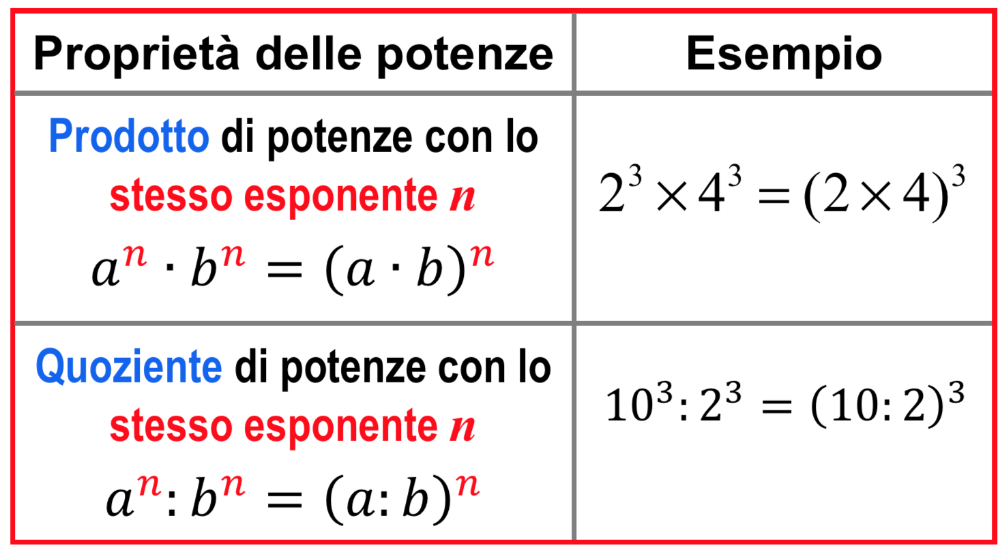 Proprietà delle potenze
Esempio
Prodotto di potenze con lo
stesso esponente n
aⁿ · bⁿ = (a · b)ⁿ
2³ × 4³ = (2 × 4)³
Quoziente di potenze con lo
stesso esponente n
aⁿ: bⁿ = (a: b)ⁿ
10³: 2³ = (10: 2)³